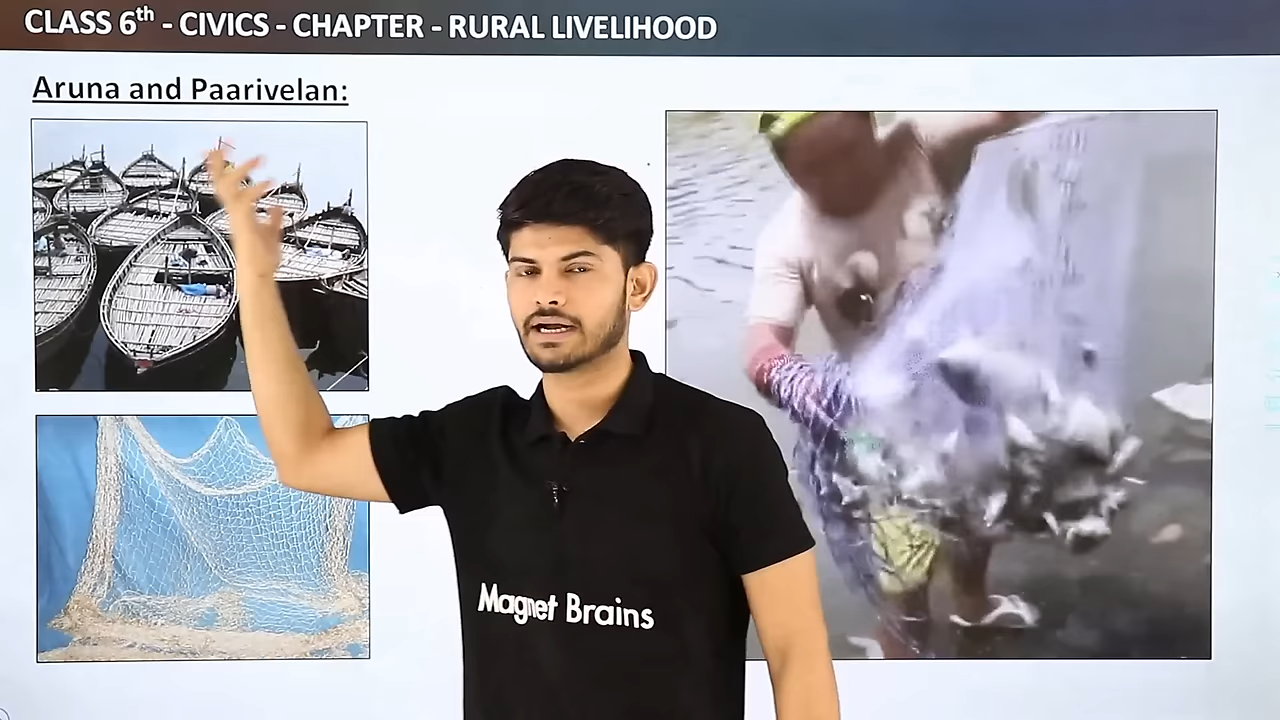 CLASS 6th - CIVICS - CHAPTER - RURAL LIVELIHOOD
Aruna and Paarivelan:
Magnet Brains